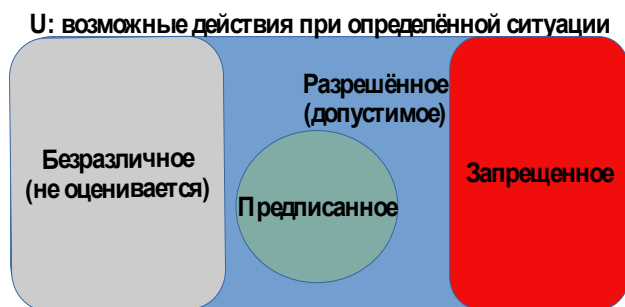 U: возможные действия при определённой ситуации
Разрешённое
(допустимое)
Безразличное
(не оценивается)
Предписанное
Запрещенное